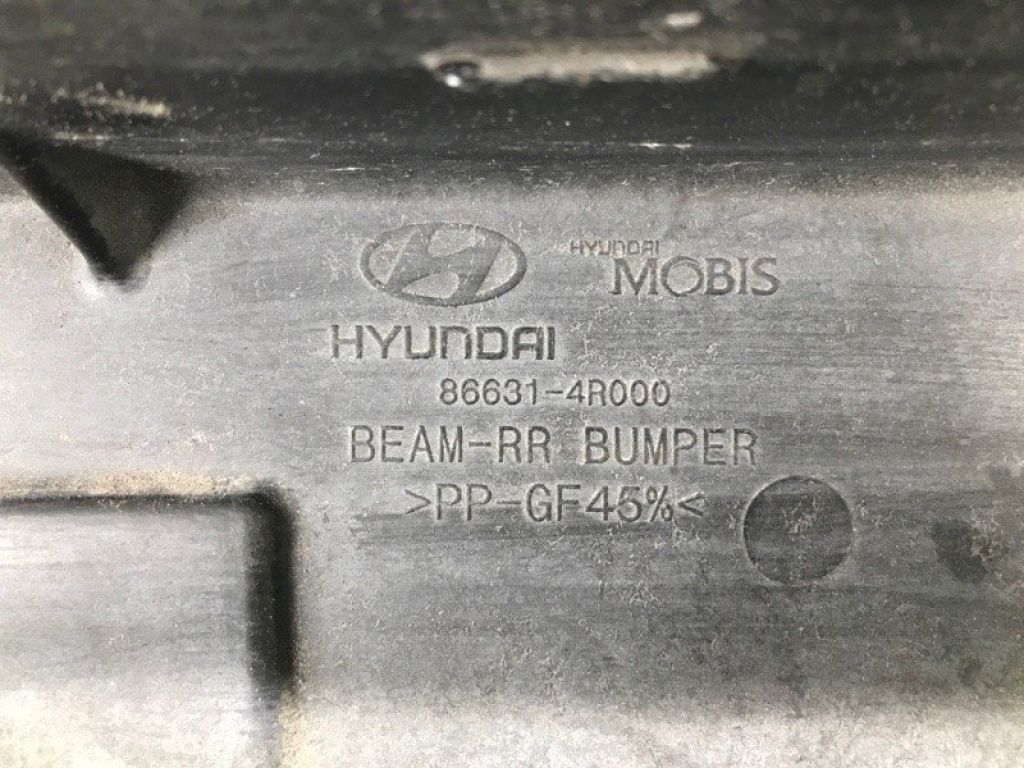 HYUNDAI
MOBIS
HYUNDAI
86631-4R000
BEAM-RR BUMPER
>PP-GF45%<